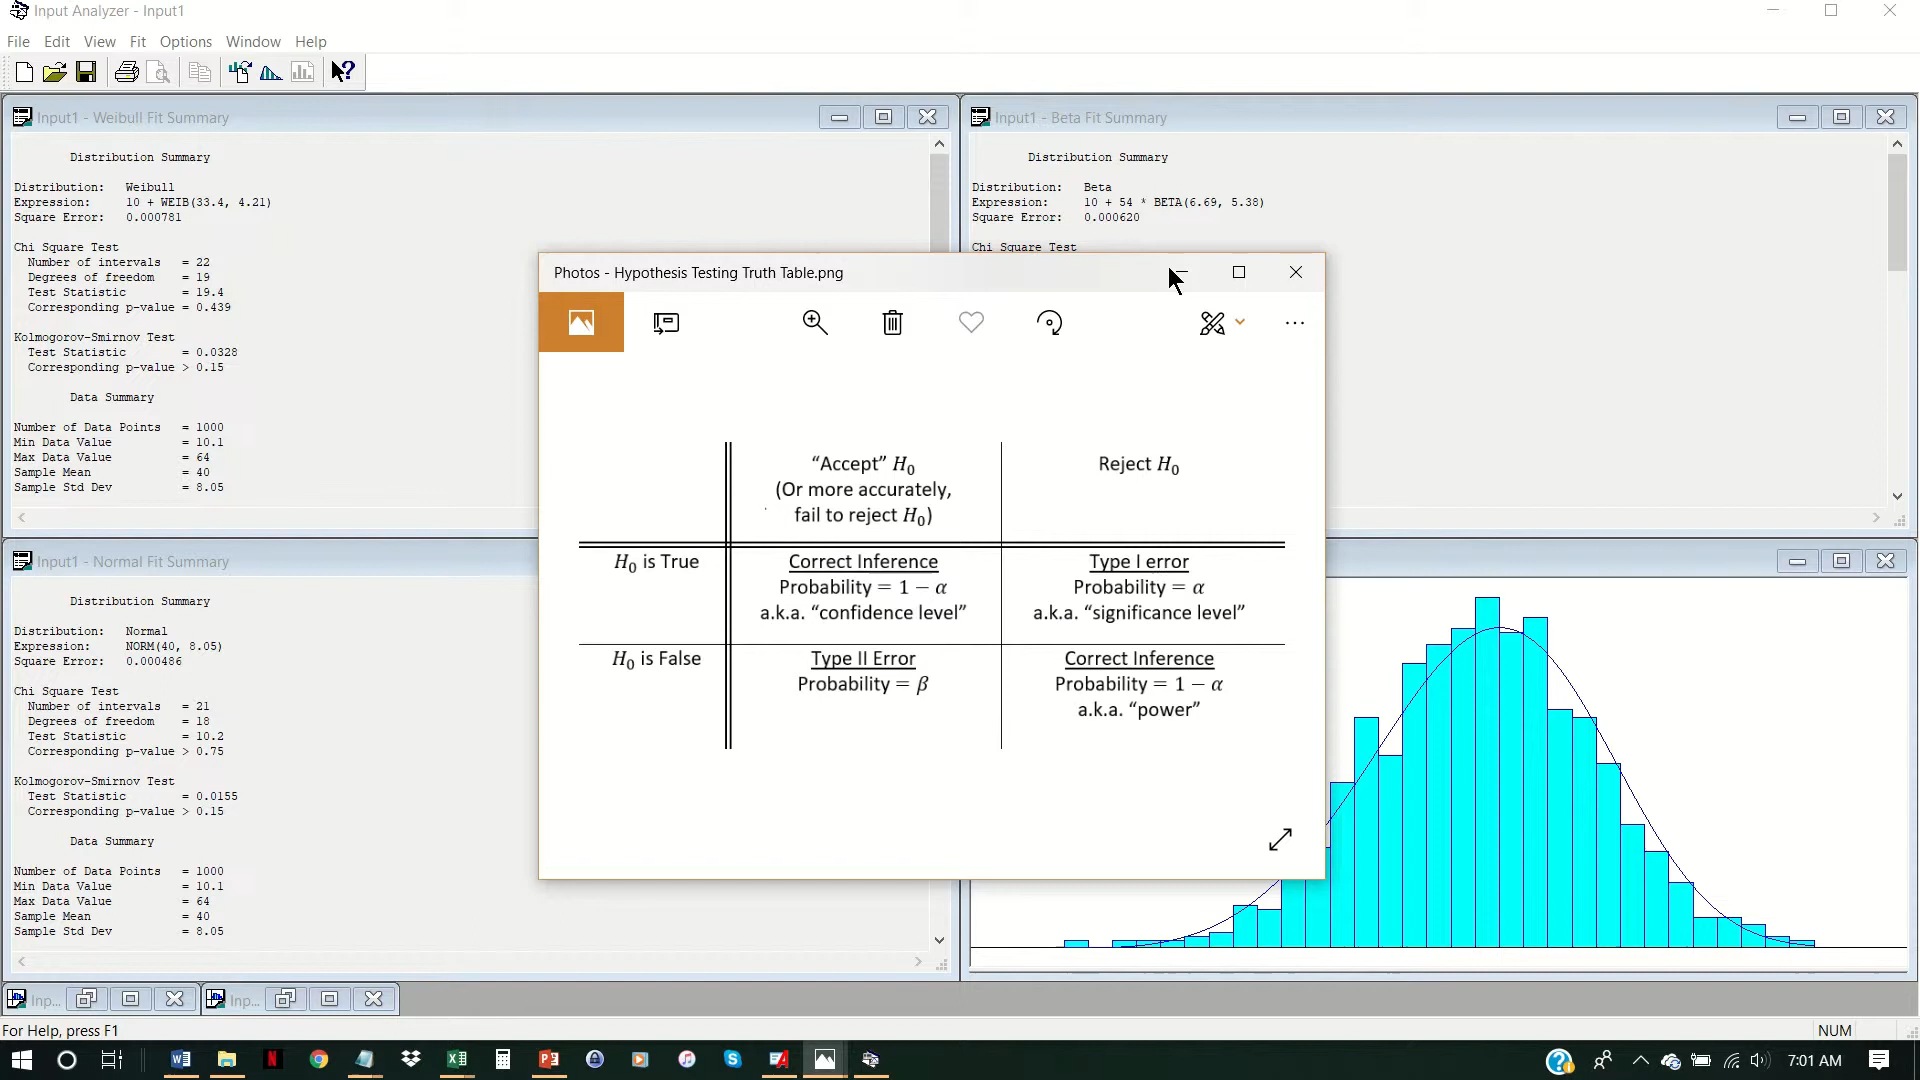 Input Analyzer - Input1
File Edit View Fit Options Window Help
Input1 - Weibull Fit Summary
Distribution Summary
Distribution: Weibull
Expression: 10 + WEIB(33.4, 4.21)
Square Error: 0.000781
Chi Square Test
Number of intervals = 22
Degrees of freedom = 19
Test Statistic = 19.4
Corresponding p-value = 0.439
Kolmogorov-Smirnov Test
Test Statistic = 0.0328
Corresponding p-value > 0.15
Data Summary
Number of Data Points = 1000
Min Data Value = 10.1
Max Data Value = 64
Sample Mean = 40
Sample Std Dev = 8.05
Input1 - Beta Fit Summary
Distribution Summary
Distribution: Beta
Expression: 10 + 54 * BETA(6.69, 5.38)
Square Error: 0.000620
Chi Square Test
Photos - Hypothesis Testing Truth Table.png
“Accept” H₀
(Or more accurately,
fail to reject H₀)
Reject H₀
H₀ is True
Correct Inference
Probability = 1 − α
a.k.a. “confidence level”
Type I error
Probability = α
a.k.a. “significance level”
H₀ is False
Type II Error
Probability = β
Correct Inference
Probability = 1 − α
a.k.a. “power”
Input1 - Normal Fit Summary
Distribution Summary
Distribution: Normal
Expression: NORM(40, 8.05)
Square Error: 0.000486
Chi Square Test
Number of intervals = 21
Degrees of freedom = 18
Test Statistic = 10.2
Corresponding p-value > 0.75
Kolmogorov-Smirnov Test
Test Statistic = 0.0155
Corresponding p-value > 0.15
Data Summary
Number of Data Points = 1000
Min Data Value = 10.1
Max Data Value = 64
Sample Mean = 40
Sample Std Dev = 8.05
Inp... Inp...
For Help, press F1
NUM
7:01 AM